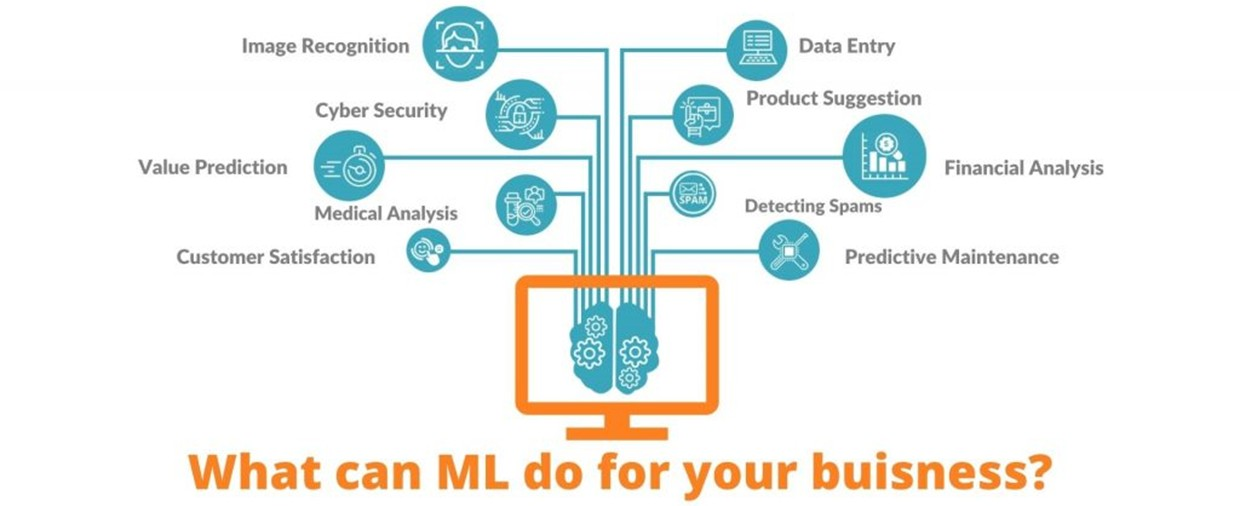 Image Recognition
Data Entry
Product Suggestion
Cyber Security
Value Prediction
Financial Analysis
SPAM
Medical Analysis
Detecting Spams
Customer Satisfaction
Predictive Maintenance
What can ML do for your buisness?